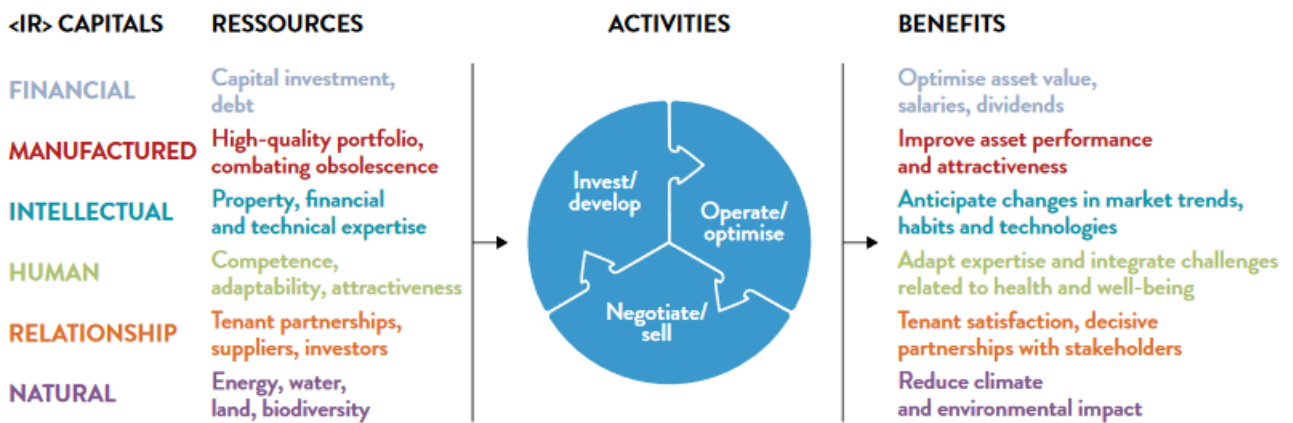 <IR> CAPITALS
RESSOURCES
ACTIVITIES
BENEFITS
FINANCIAL
Capital investment,
debt
Optimise asset value,
salaries, dividends
MANUFACTURED
High-quality portfolio,
combating obsolescence
Improve asset performance
and attractiveness
INTELLECTUAL
Property, financial
and technical expertise
Anticipate changes in market trends,
habits and technologies
HUMAN
Competence,
adaptability, attractiveness
Adapt expertise and integrate challenges
related to health and well-being
RELATIONSHIP
Tenant partnerships,
suppliers, investors
Tenant satisfaction, decisive
partnerships with stakeholders
NATURAL
Energy, water,
land, biodiversity
Reduce climate
and environmental impact
Invest/
develop
Operate/
optimise
Negotiate/
sell